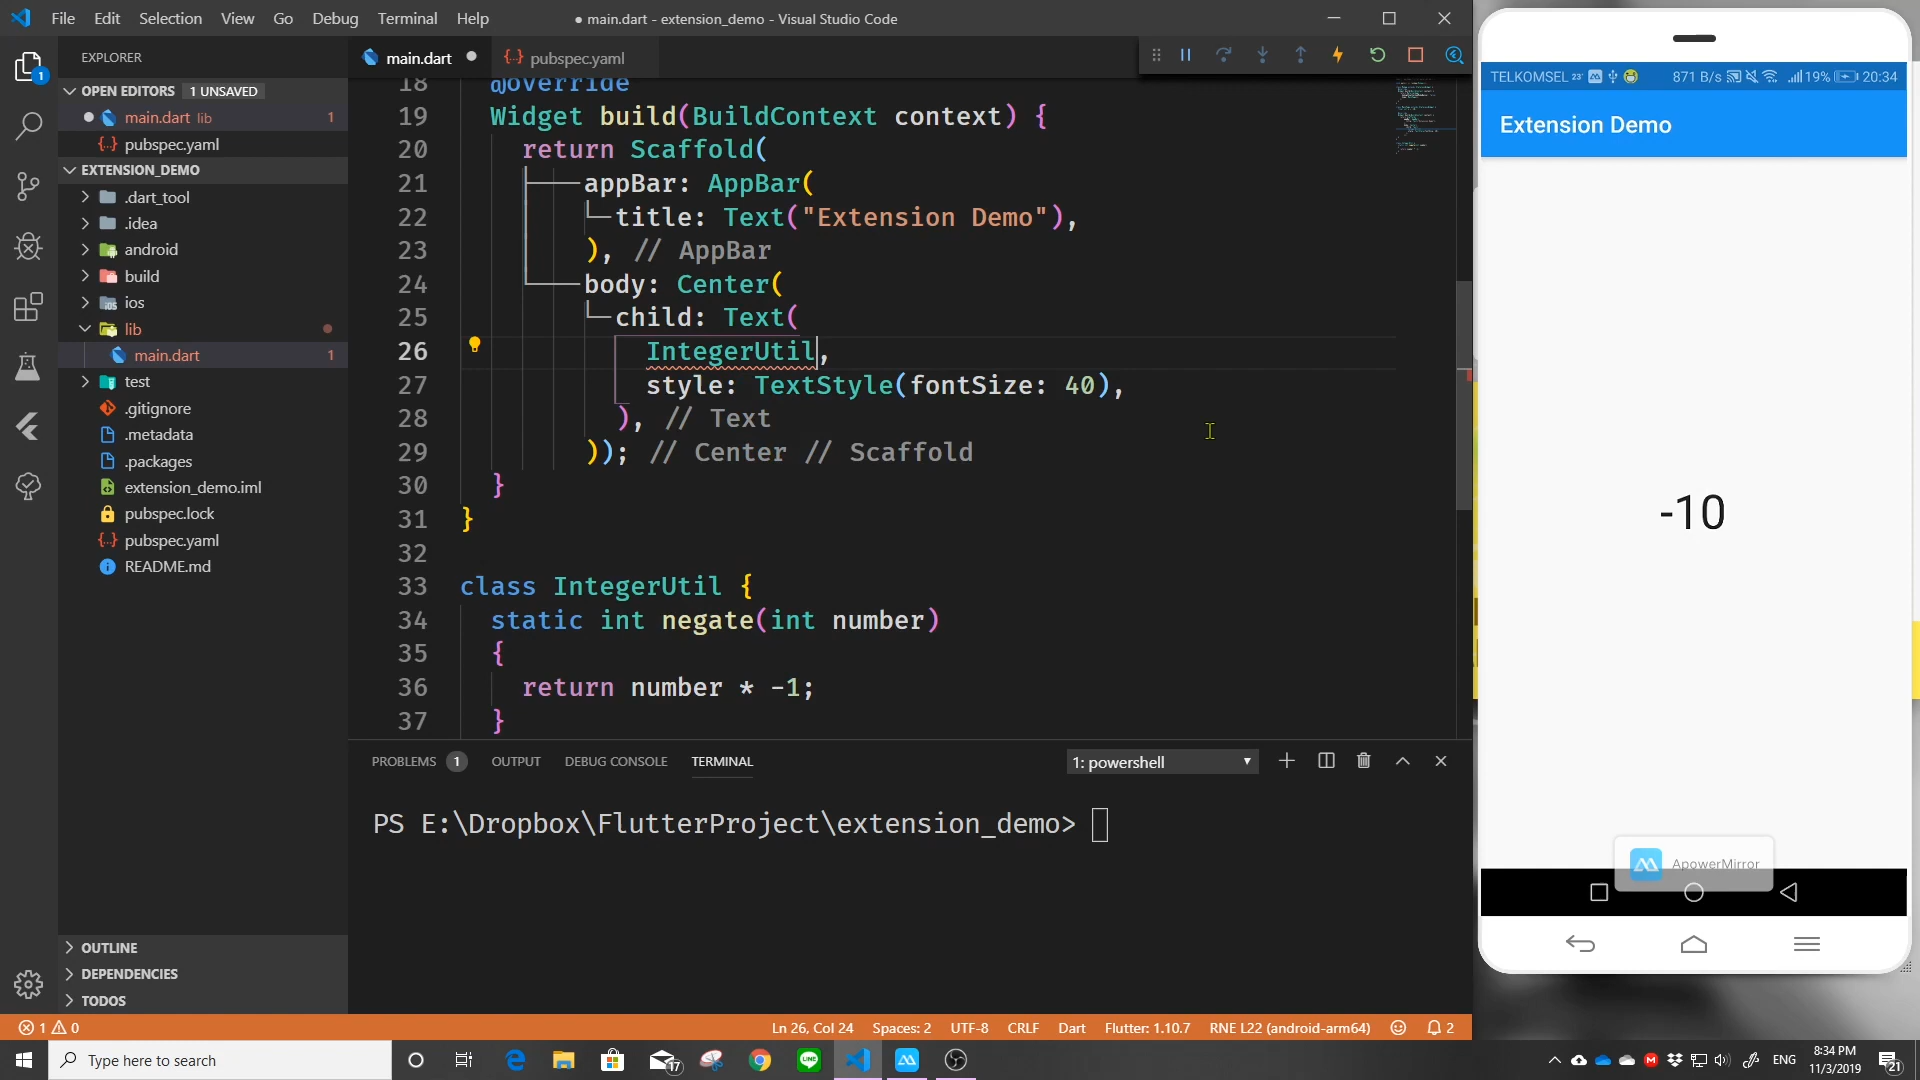 File Edit Selection View Go Debug Terminal Help
● main.dart - extension_demo - Visual Studio Code
EXPLORER
OPEN EDITORS 1 UNSAVED
main.dart lib 1
pubspec.yaml
EXTENSION_DEMO
.dart_tool
.idea
android
build
ios
lib
main.dart 1
test
.gitignore
.metadata
.packages
extension_demo.iml
pubspec.lock
pubspec.yaml
README.md
OUTLINE
DEPENDENCIES
TODOS
main.dart
pubspec.yaml
18 @override
19 Widget build(BuildContext context) {
20 return Scaffold(
21 appBar: AppBar(
22 title: Text("Extension Demo"),
23 ), // AppBar
24 body: Center(
25 child: Text(
26 IntegerUtil,
27 style: TextStyle(fontSize: 40),
28 ), // Text
29 )); // Center // Scaffold
30 }
31 }
32
33 class IntegerUtil {
34 static int negate(int number)
35 {
36 return number * -1;
37 }
PROBLEMS 1 OUTPUT DEBUG CONSOLE TERMINAL
1: powershell
PS E:\Dropbox\FlutterProject\extension_demo>
1 0
Ln 26, Col 24 Spaces: 2 UTF-8 CRLF Dart Flutter: 1.10.7 RNE L22 (android-arm64) 2
TELKOMSEL 871 B/s 19% 20:34
Extension Demo
-10
ApowerMirror
Type here to search
17
ENG
8:34 PM
11/3/2019
21